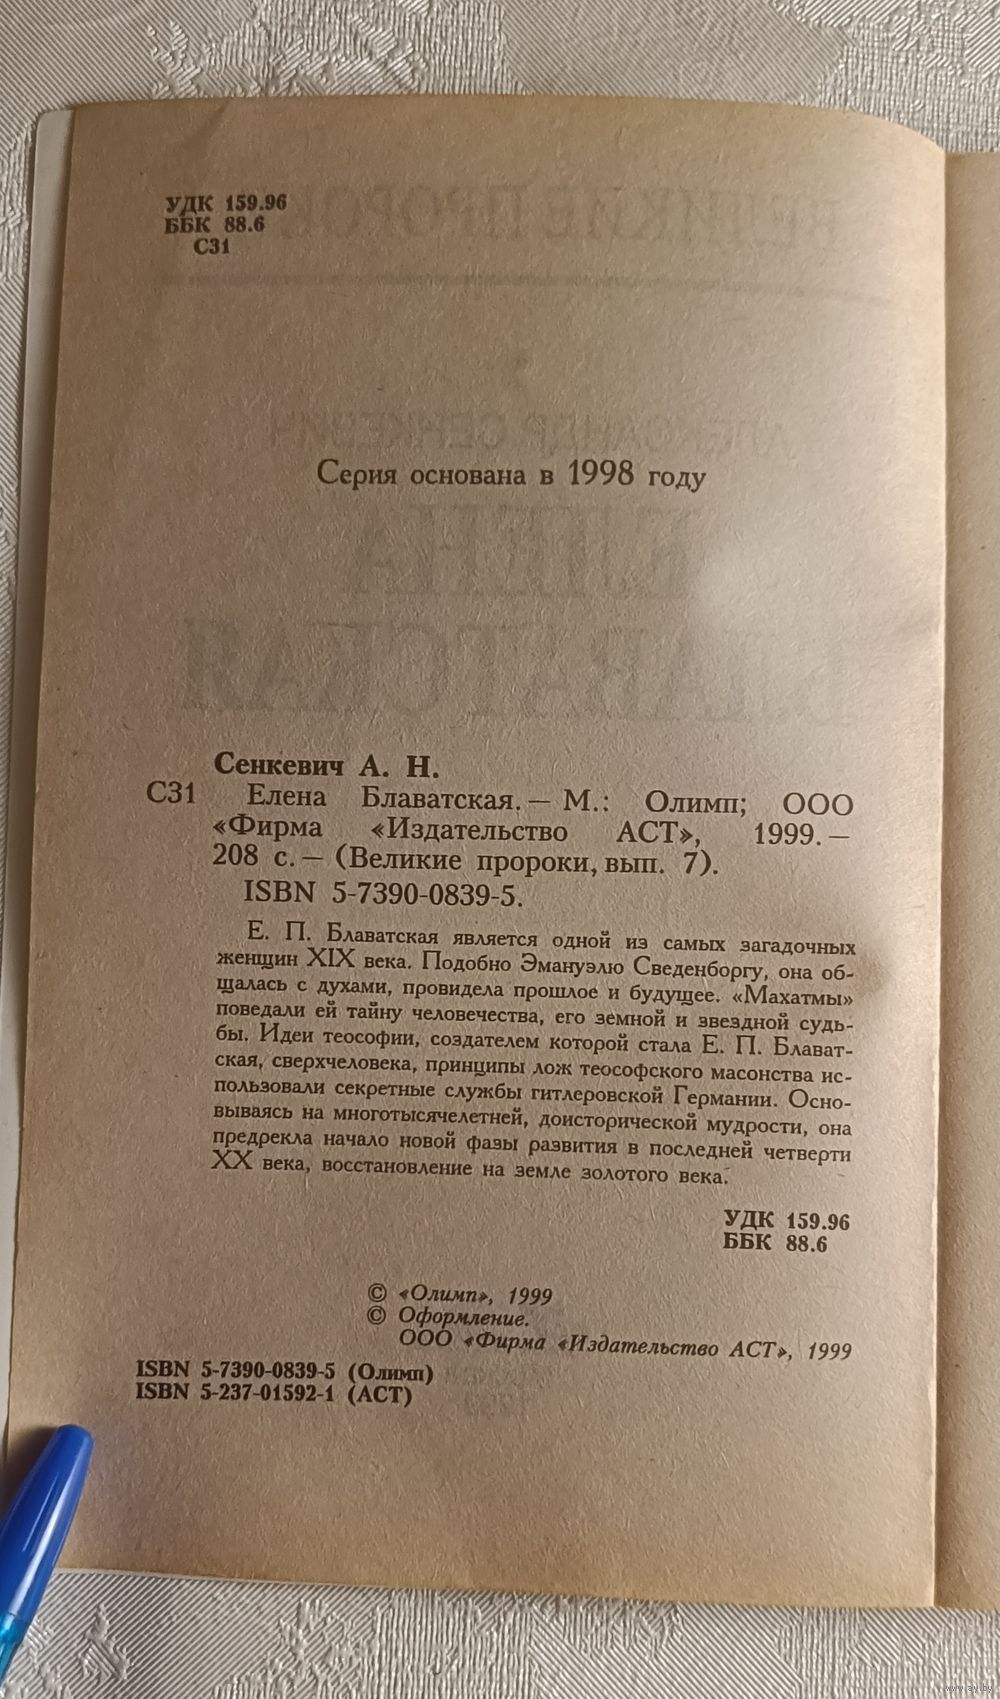 УДК 159.96
ББК 88.6
С31
Серия основана в 1998 году
Сенкевич А. Н.
С31 Елена Блаватская. — М.: Олимп; ООО
«Фирма «Издательство АСТ», 1999. —
208 с. — (Великие пророки, вып. 7).
ISBN 5-7390-0839-5.
Е. П. Блаватская является одной из самых загадочных
женщин XIX века. Подобно Эмануэлю Сведенборгу, она об-
щалась с духами, провидела прошлое и будущее. «Махатмы»
поведали ей тайну человечества, его земной и звездной судь-
бы. Идеи теософии, создателем которой стала Е. П. Блават-
ская, сверхчеловека, принципы лож теософского масонства ис-
пользовали секретные службы гитлеровской Германии. Осно-
вываясь на многотысячелетней, доисторической мудрости, она
предрекла начало новой фазы развития в последней четверти
XX века, восстановление на земле золотого века.
УДК 159.96
ББК 88.6
© «Олимп», 1999
© Оформление.
ООО «Фирма «Издательство АСТ», 1999
ISBN 5-7390-0839-5 (Олимп)
ISBN 5-237-01592-1 (АСТ)
www.ay.by